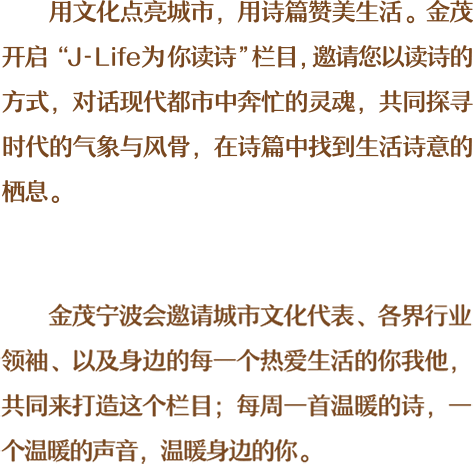 用文化点亮城市，用诗篇赞美生活。金茂
开启“J-Life为你读诗”栏目，邀请您以读诗的
方式，对话现代都市中奔忙的灵魂，共同探寻
时代的气象与风骨，在诗篇中找到生活诗意的
栖息。
金茂宁波会邀请城市文化代表、各界行业
领袖、以及身边的每一个热爱生活的你我他，
共同来打造这个栏目；每周一首温暖的诗，一
个温暖的声音，温暖身边的你。